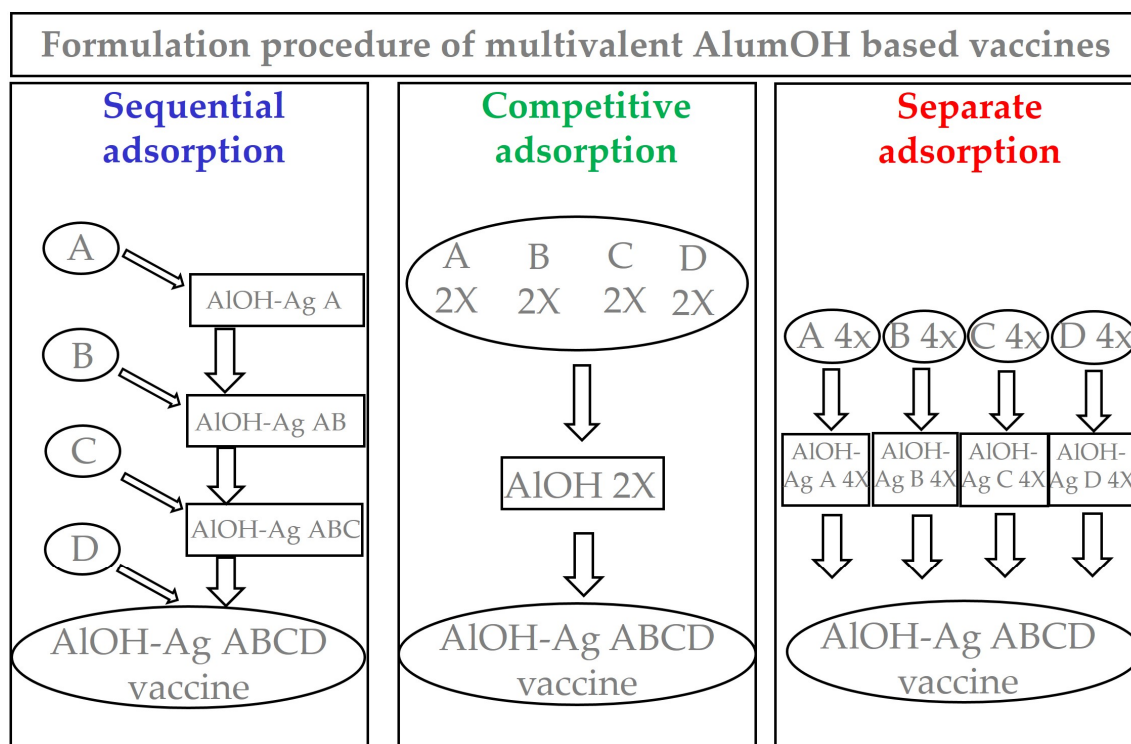 Formulation procedure of multivalent AlumOH based vaccines
Sequential
adsorption
A
AlOH-Ag A
B
AlOH-Ag AB
C
AlOH-Ag ABC
D
AlOH-Ag ABCD
vaccine
Competitive
adsorption
A B C D
2X 2X 2X 2X
AlOH 2X
AlOH-Ag ABCD
vaccine
Separate
adsorption
A 4x B 4x C 4x D 4x
AlOH-
Ag A 4X
AlOH-
Ag B 4X
AlOH-
Ag C 4X
AlOH-
Ag D 4X
AlOH-Ag ABCD
vaccine